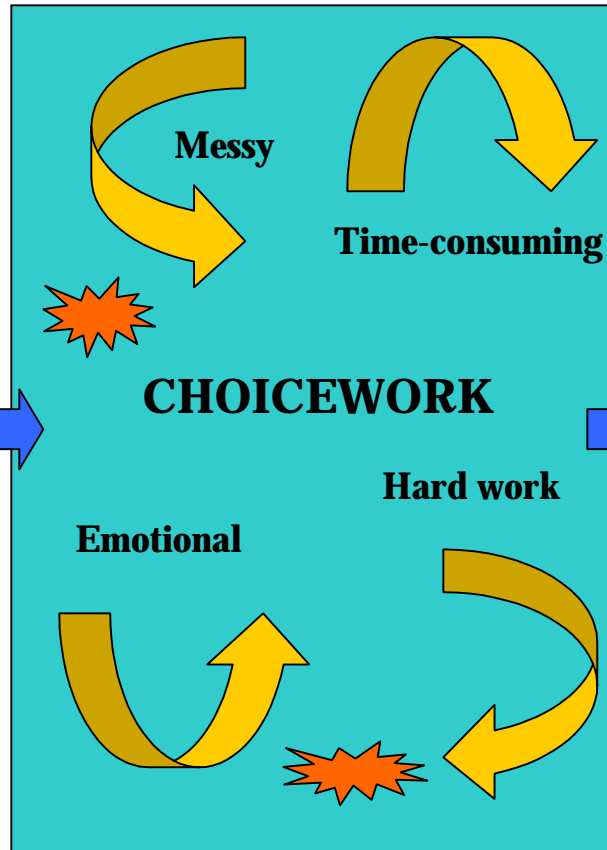 Messy
Time-consuming
CHOICEWORK
Hard work
Emotional